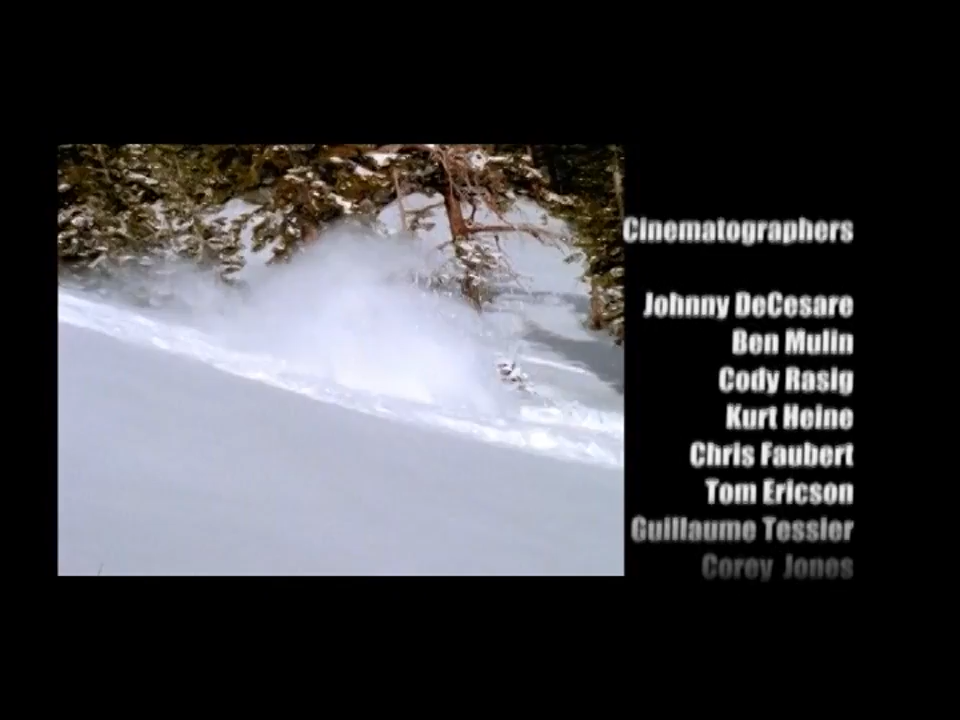 Cinematographers
Johnny DeCesare
Ben Mulin
Cody Rasig
Kurt Heine
Chris Faubert
Tom Ericson
Guillaume Tessier
Corey Jones